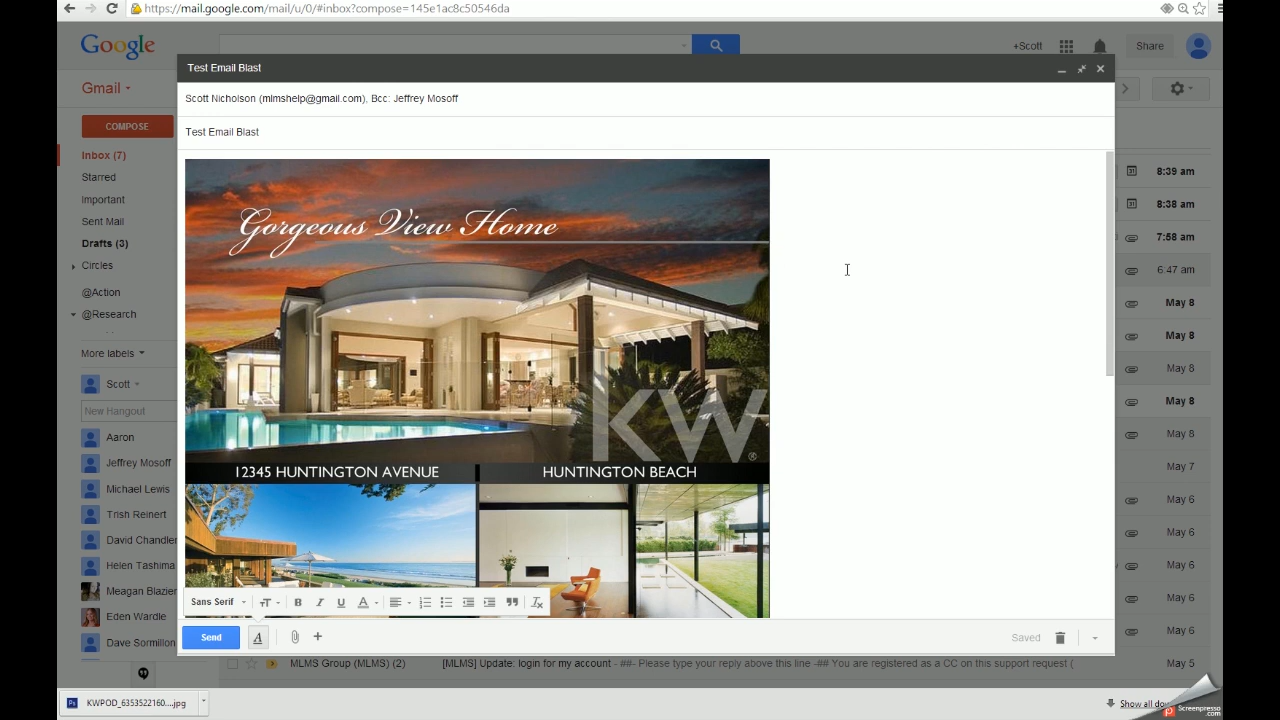 https://mail.google.com/mail/u/0/#inbox?compose=145e1ac8c50546da
Google
+Scott
Share
Gmail
COMPOSE
Inbox (7)
Starred
Important
Sent Mail
Drafts (3)
Circles
@Action
@Research
More labels
Scott
New Hangout
Aaron
Jeffrey Mosoff
Michael Lewis
Trish Reinert
David Chandler
Helen Tashima
Meagan Blazier
Eden Wardie
Dave Sormillon
Test Email Blast
Scott Nicholson (mlmshelp@gmail.com), Bcc: Jeffrey Mosoff
Test Email Blast
Gorgeous View Home
kw
®
12345 HUNTINGTON AVENUE
HUNTINGTON BEACH
Sans Serif
Send
Saved
31 8:39 am
31 8:38 am
7:58 am
6:47 am
May 8
May 8
May 8
May 8
May 8
May 7
May 6
May 6
May 6
May 6
May 6
MLMS Group (MLMS) (2) [MLMS] Update: login for my account - ##- Please type your reply above this line -## You are registered as a CC on this support request ( May 5
KWPOD_6353522160....jpg
Show all
Screenpresso
.com